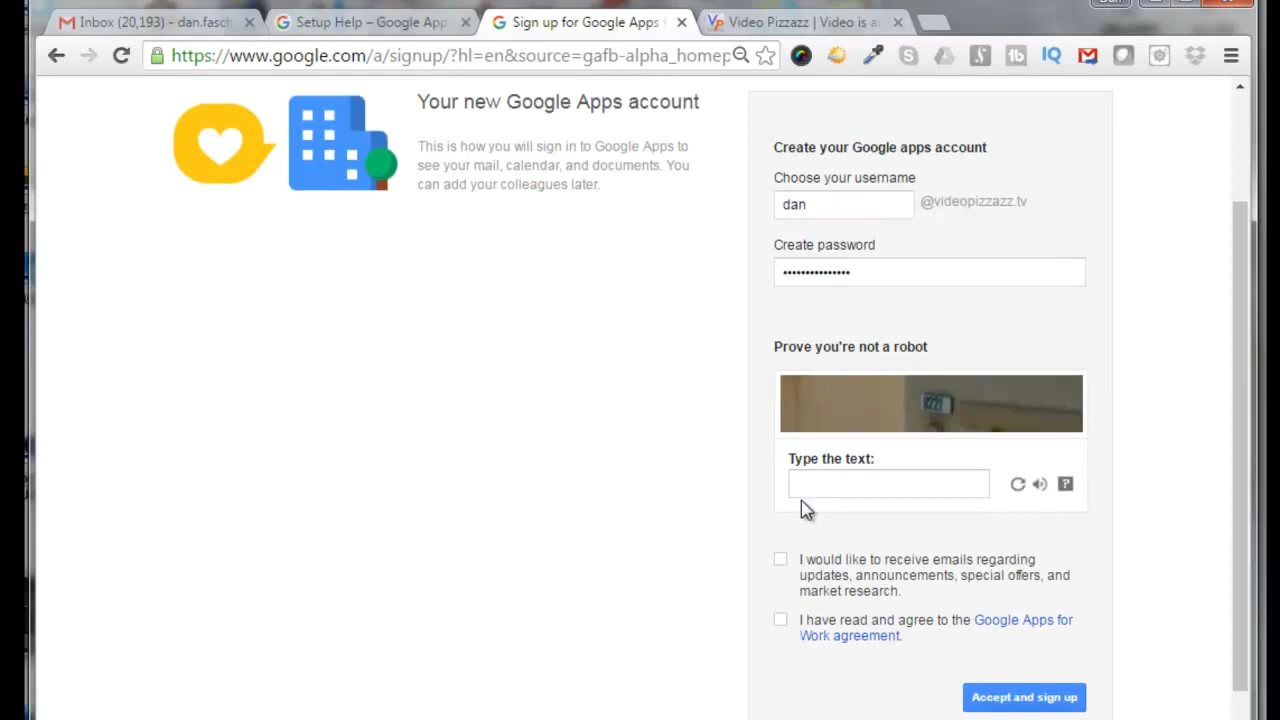 Inbox (20,193) - dan.fasch
Setup Help – Google App
Sign up for Google Apps
Video Pizzazz | Video is a
https://www.google.com/a/signup/?hl=en&source=gafb-alpha_homep
Your new Google Apps account
This is how you will sign in to Google Apps to
see your mail, calendar, and documents. You
can add your colleagues later.
Create your Google apps account
Choose your username
dan
@videopizzazz.tv
Create password
•••••••••••••••
Prove you're not a robot
Type the text:
I would like to receive emails regarding
updates, announcements, special offers, and
market research.
I have read and agree to the Google Apps for
Work agreement.
Accept and sign up